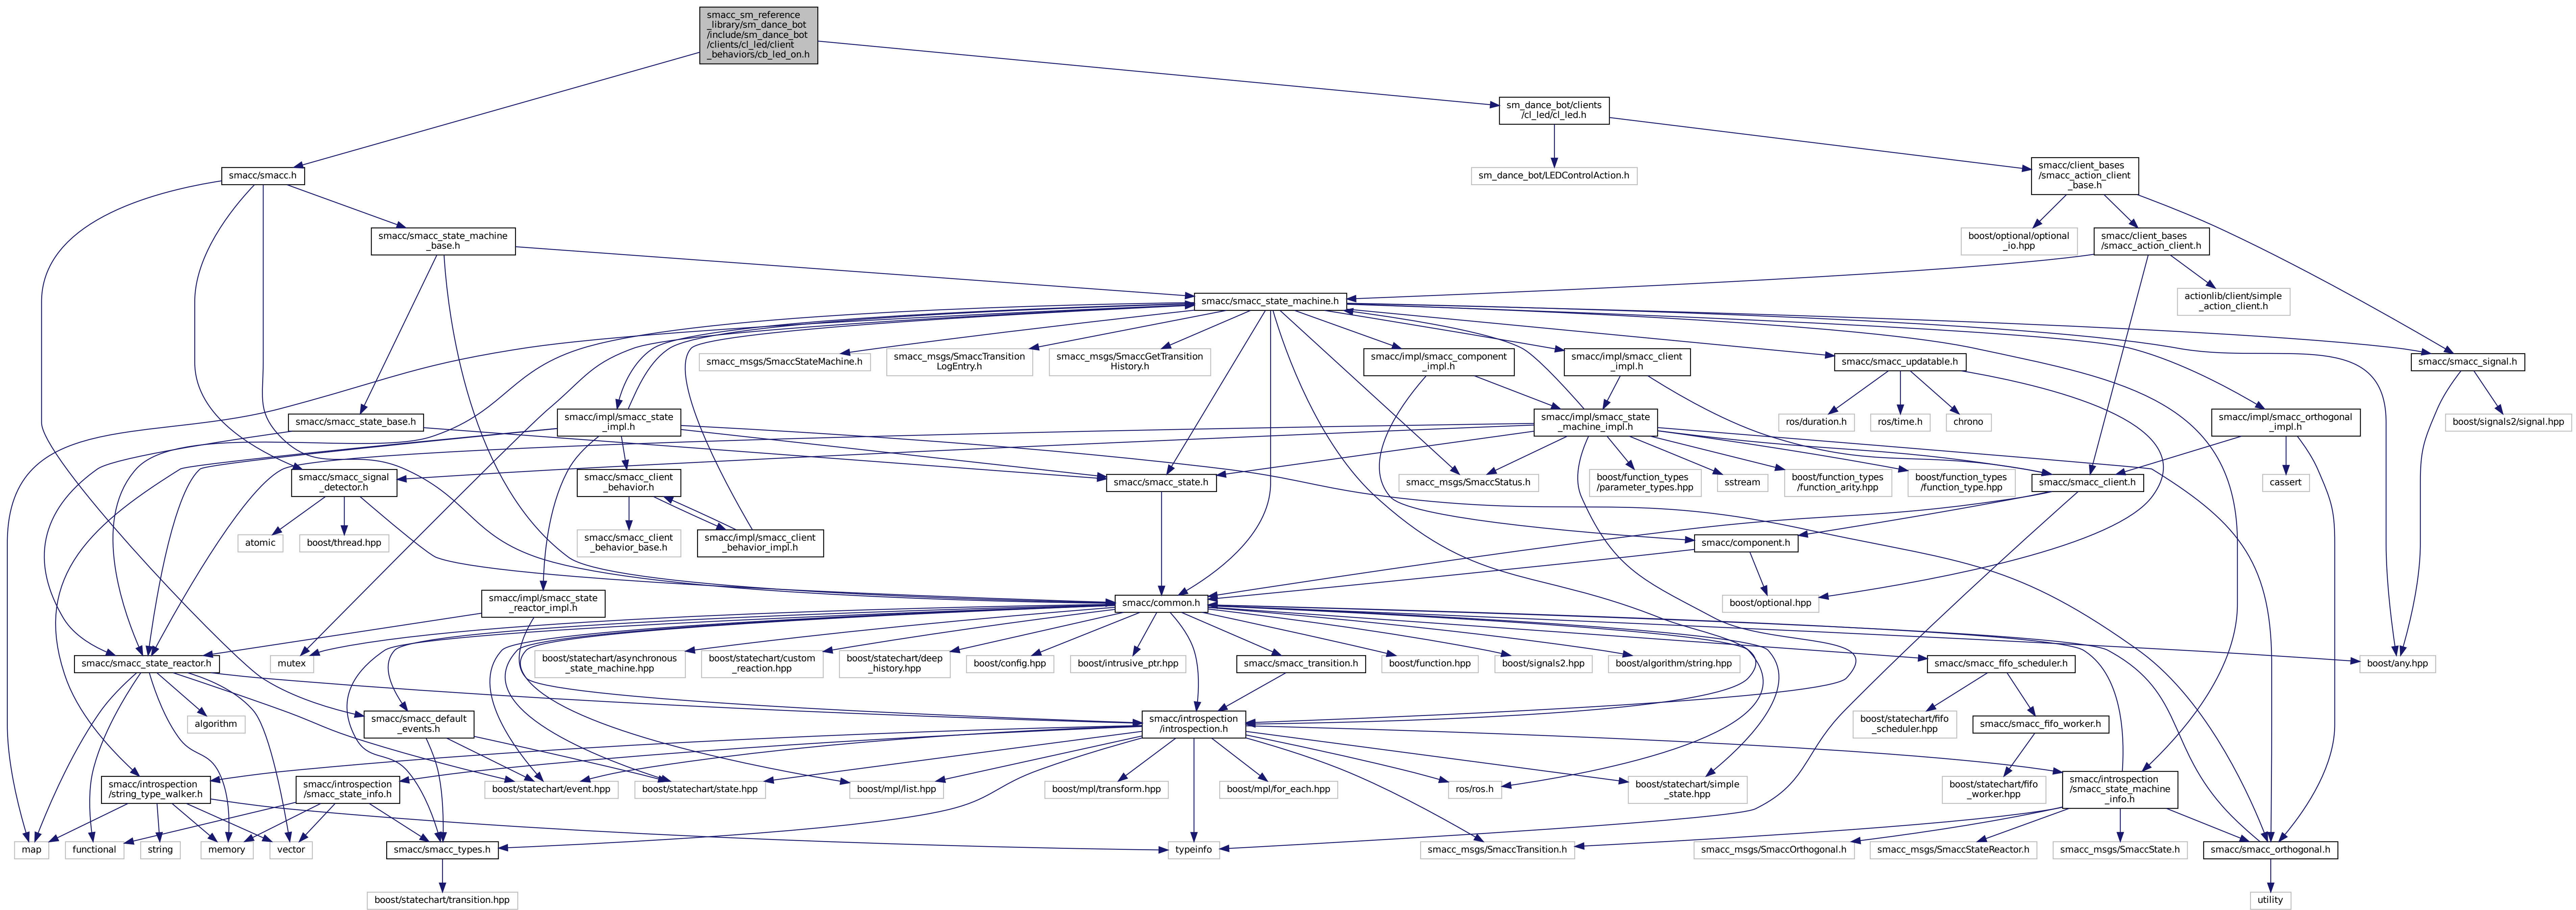 smacc_sm_reference
_library/sm_dance_bot
/include/sm_dance_bot
/clients/cl_led/client
_behaviors/cb_led_on.h
sm_dance_bot/clients
/cl_led/cl_led.h
smacc/smacc.h
sm_dance_bot/LEDControlAction.h
smacc/client_bases
/smacc_action_client
_base.h
smacc/smacc_state_machine
_base.h
boost/optional/optional
_io.hpp
smacc/client_bases
/smacc_action_client.h
smacc/smacc_state_machine.h
actionlib/client/simple
_action_client.h
smacc_msgs/SmaccStateMachine.h
smacc_msgs/SmaccTransition
LogEntry.h
smacc_msgs/SmaccGetTransition
History.h
smacc/impl/smacc_component
_impl.h
smacc/impl/smacc_client
_impl.h
smacc/smacc_updatable.h
smacc/smacc_signal.h
smacc/smacc_state_base.h
smacc/impl/smacc_state
_impl.h
smacc/impl/smacc_state
_machine_impl.h
ros/duration.h
ros/time.h
chrono
smacc/impl/smacc_orthogonal
_impl.h
boost/signals2/signal.hpp
smacc/smacc_signal
_detector.h
smacc/smacc_client
_behavior.h
smacc/smacc_state.h
smacc_msgs/SmaccStatus.h
boost/function_types
/parameter_types.hpp
sstream
boost/function_types
/function_arity.hpp
boost/function_types
/function_type.hpp
smacc/smacc_client.h
cassert
atomic
boost/thread.hpp
smacc/smacc_client
_behavior_base.h
smacc/impl/smacc_client
_behavior_impl.h
smacc/component.h
smacc/impl/smacc_state
_reactor_impl.h
smacc/common.h
boost/optional.hpp
smacc/smacc_state_reactor.h
mutex
boost/statechart/asynchronous
_state_machine.hpp
boost/statechart/custom
_reaction.hpp
boost/statechart/deep
_history.hpp
boost/config.hpp
boost/intrusive_ptr.hpp
smacc/smacc_transition.h
boost/function.hpp
boost/signals2.hpp
boost/algorithm/string.hpp
smacc/smacc_fifo_scheduler.h
boost/any.hpp
algorithm
smacc/smacc_default
_events.h
smacc/introspection
/introspection.h
boost/statechart/fifo
_scheduler.hpp
smacc/smacc_fifo_worker.h
smacc/introspection
/string_type_walker.h
smacc/introspection
/smacc_state_info.h
boost/statechart/event.hpp
boost/statechart/state.hpp
boost/mpl/list.hpp
boost/mpl/transform.hpp
boost/mpl/for_each.hpp
ros/ros.h
boost/statechart/simple
_state.hpp
boost/statechart/fifo
_worker.hpp
smacc/introspection
/smacc_state_machine
_info.h
map
functional
string
memory
vector
smacc/smacc_types.h
typeinfo
smacc_msgs/SmaccTransition.h
smacc_msgs/SmaccOrthogonal.h
smacc_msgs/SmaccStateReactor.h
smacc_msgs/SmaccState.h
smacc/smacc_orthogonal.h
boost/statechart/transition.hpp
utility